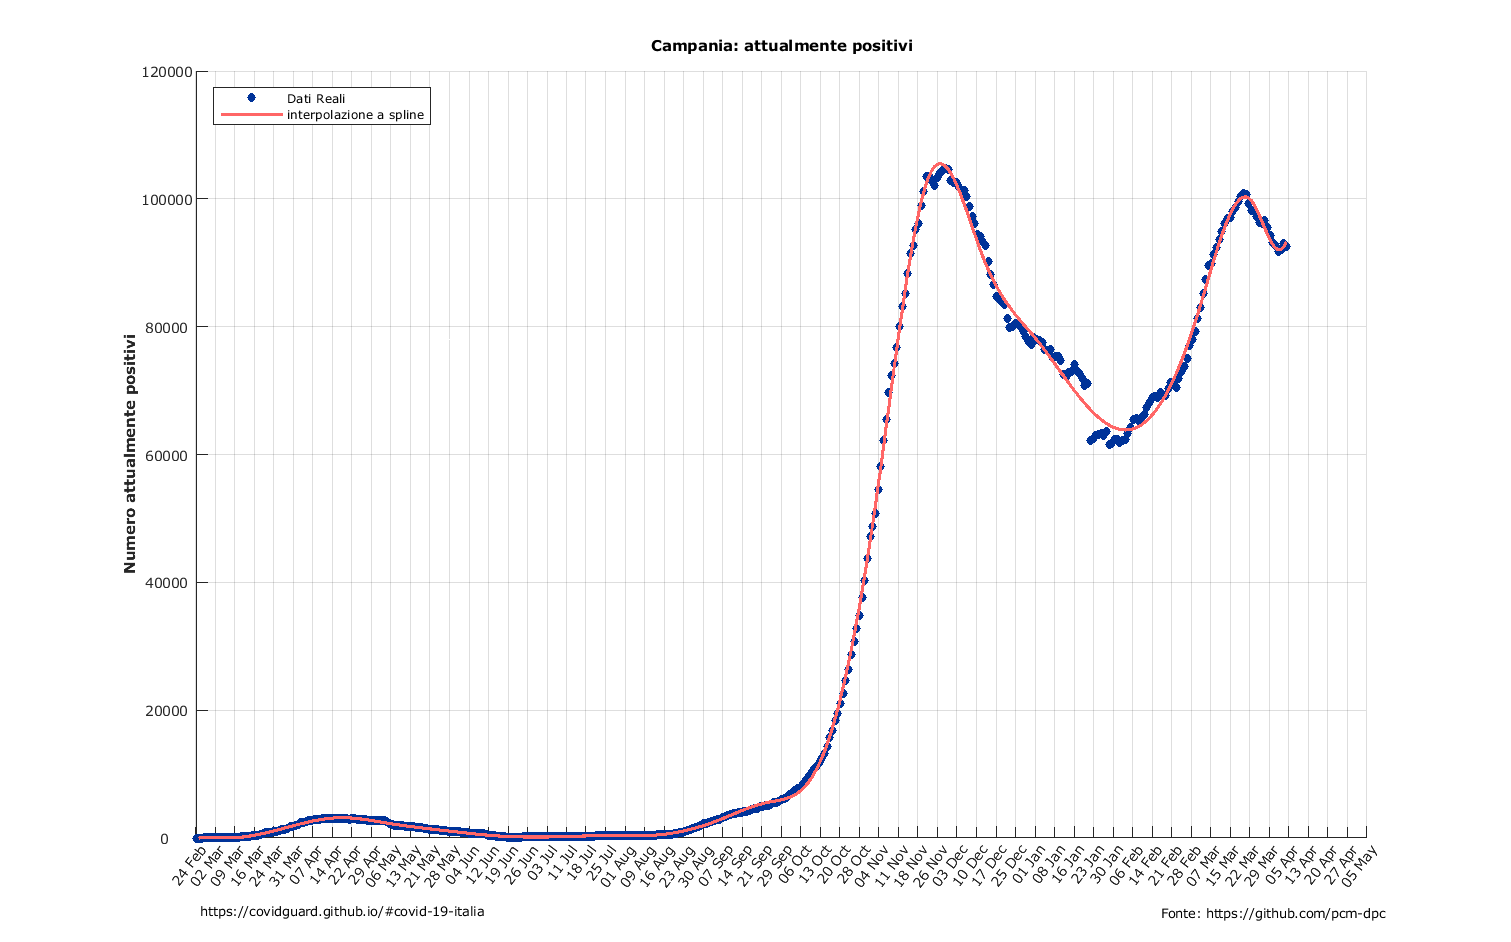 Campania: attualmente positivi
120000
100000
80000
60000
40000
20000
0
Numero attualmente positivi
Dati Reali
interpolazione a spline
24 Feb
02 Mar
09 Mar
16 Mar
24 Mar
31 Mar
07 Apr
14 Apr
22 Apr
29 Apr
06 May
13 May
21 May
28 May
04 Jun
12 Jun
19 Jun
26 Jun
03 Jul
11 Jul
18 Jul
25 Jul
01 Aug
09 Aug
16 Aug
23 Aug
30 Aug
07 Sep
14 Sep
21 Sep
29 Sep
06 Oct
13 Oct
20 Oct
28 Oct
04 Nov
11 Nov
18 Nov
26 Nov
03 Dec
10 Dec
17 Dec
25 Dec
01 Jan
08 Jan
16 Jan
23 Jan
30 Jan
06 Feb
14 Feb
21 Feb
28 Feb
07 Mar
15 Mar
22 Mar
29 Mar
05 Apr
13 Apr
20 Apr
27 Apr
05 May
https://covidguard.github.io/#covid-19-italia
Fonte: https://github.com/pcm-dpc